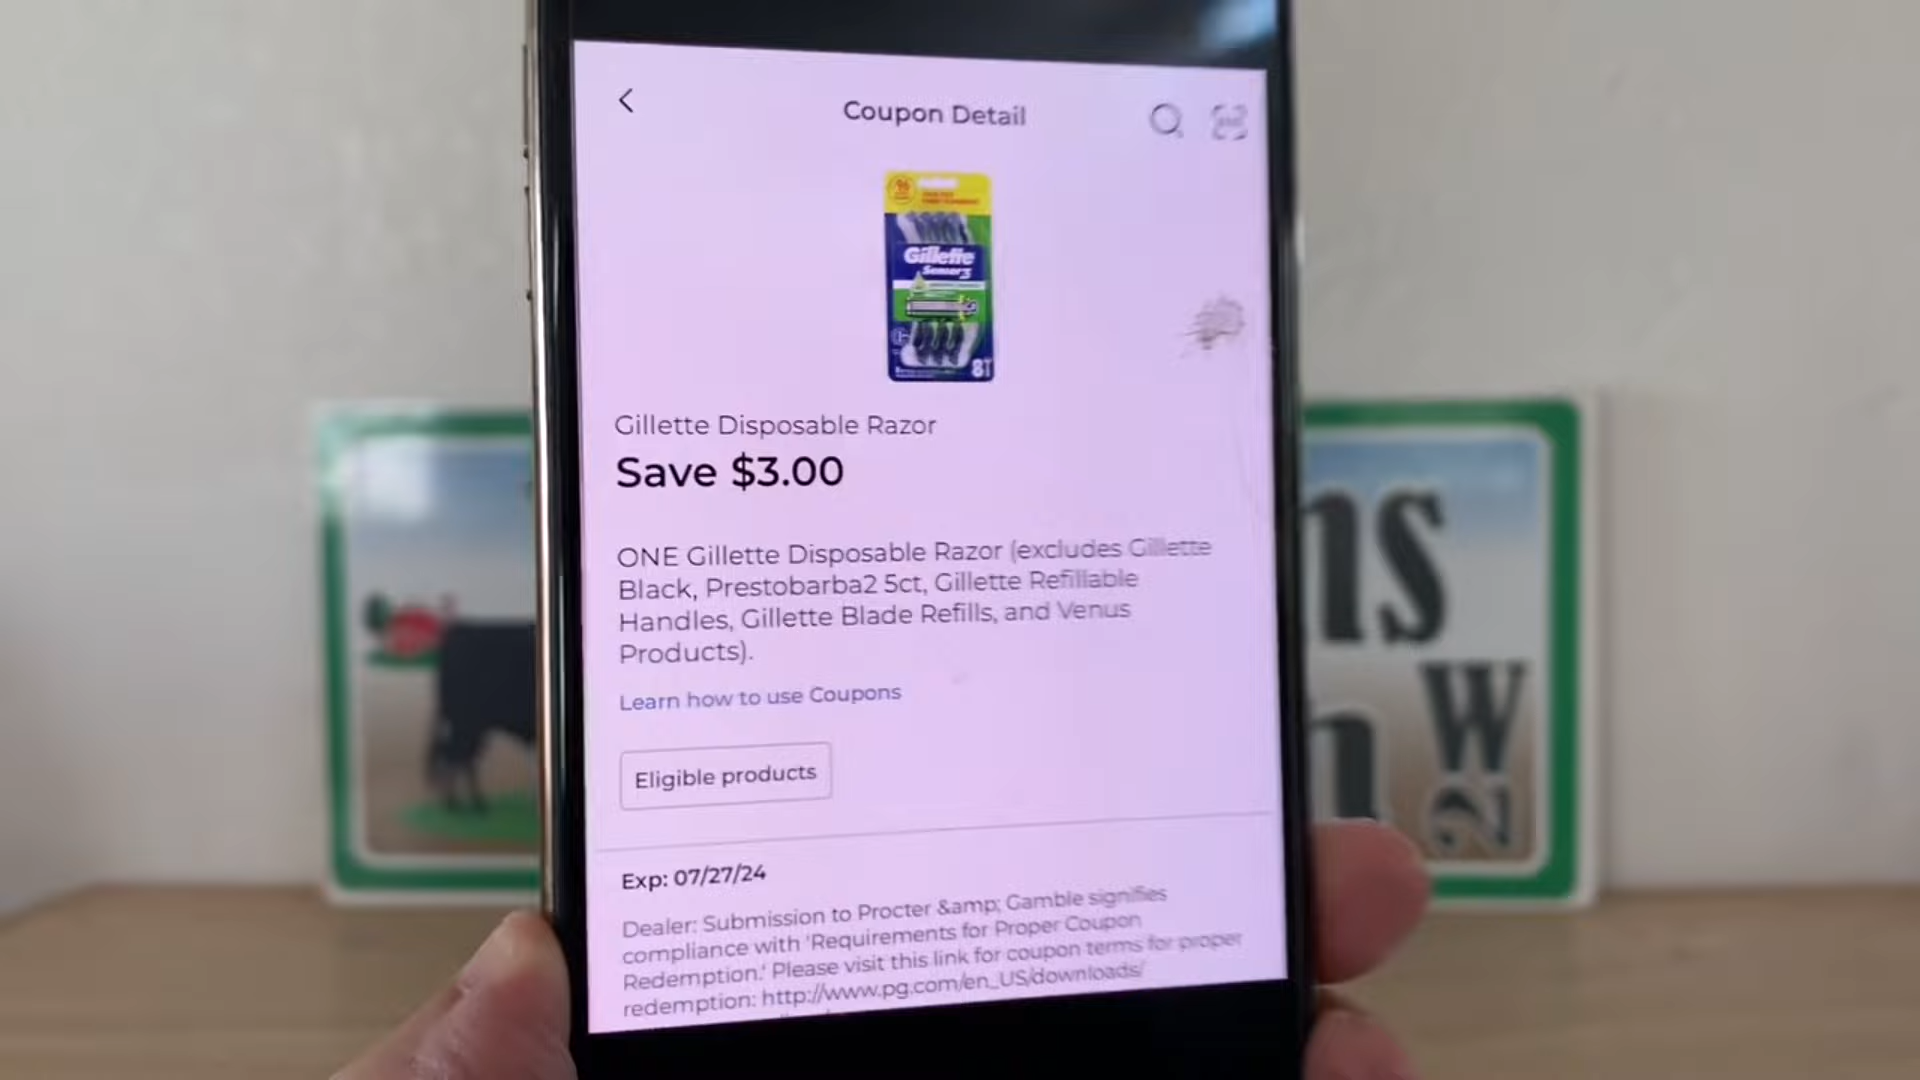 Coupon Detail
Gillette
Sensor3
8
Gillette Disposable Razor
Save $3.00
ONE Gillette Disposable Razor (excludes Gillette
Black, Prestobarba2 5ct, Gillette Refillable
Handles, Gillette Blade Refills, and Venus
Products).
Learn how to use Coupons
Eligible products
Exp: 07/27/24
Dealer: Submission to Procter &amp; Gamble signifies
compliance with 'Requirements for Proper Coupon
Redemption.' Please visit this link for coupon terms for proper
redemption: http://www.pg.com/en_US/downloads/
ns
n
W
2